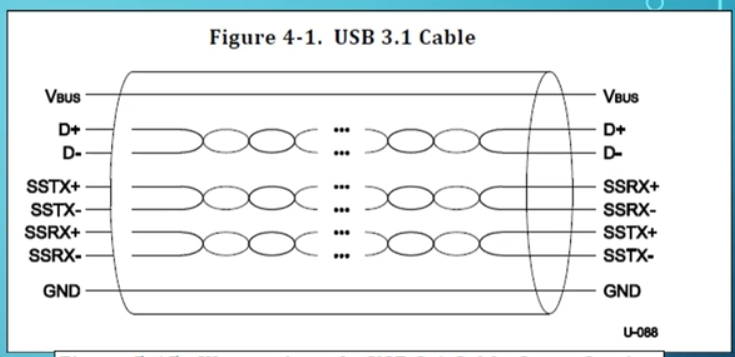 Figure 4-1. USB 3.1 Cable
VBUS VBUS
D+ D+
D- D-
SSTX+ SSRX+
SSTX- SSRX-
SSRX+ SSTX+
SSRX- SSTX-
GND GND
U-088